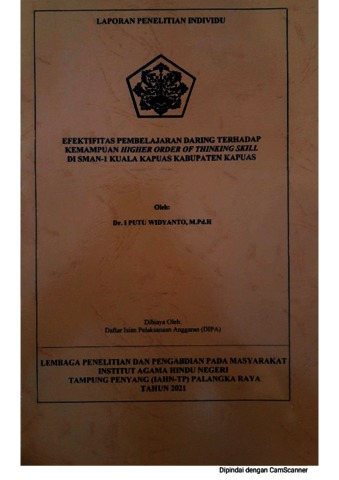 LAPORAN PENELITIAN INDIVIDU
EFEKTIFITAS PEMBELAJARAN DARING TERHADAP
KEMAMPUAN HIGHER ORDER OF THINKING SKILL
DI SMAN-1 KUALA KAPUAS KABUPATEN KAPUAS
Oleh:
Dr. I PUTU WIDYANTO, M.Pd.H
Dibiaya Oleh:
Daftar Isian Pelaksanaan Anggaran (DIPA)
LEMBAGA PENELITIAN DAN PENGABDIAN PADA MASYARAKAT
INSTITUT AGAMA HINDU NEGERI
TAMPUNG PENYANG (IAHN-TP) PALANGKA RAYA
TAHUN 2021
Dipindai dengan CamScanner